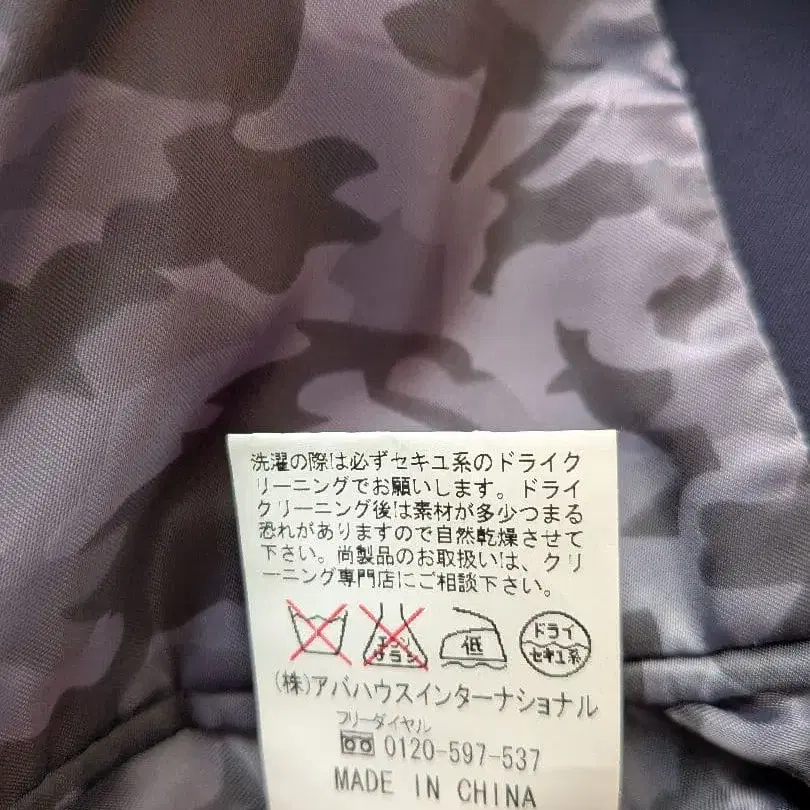 洗濯の際は必ずセキユ系のドライク
リーニングでお願いします。ドライ
クリーニング後は素材が多少つまる
恐れがありますので自然乾燥させて
下さい。尚製品のお取扱いは、クリ
ーニング専門店にご相談下さい。
エンソ
サラシ
低
ドライ
セキユ系
(株)アバハウスインターナショナル
フリーダイヤル
0120-597-537
MADE IN CHINA